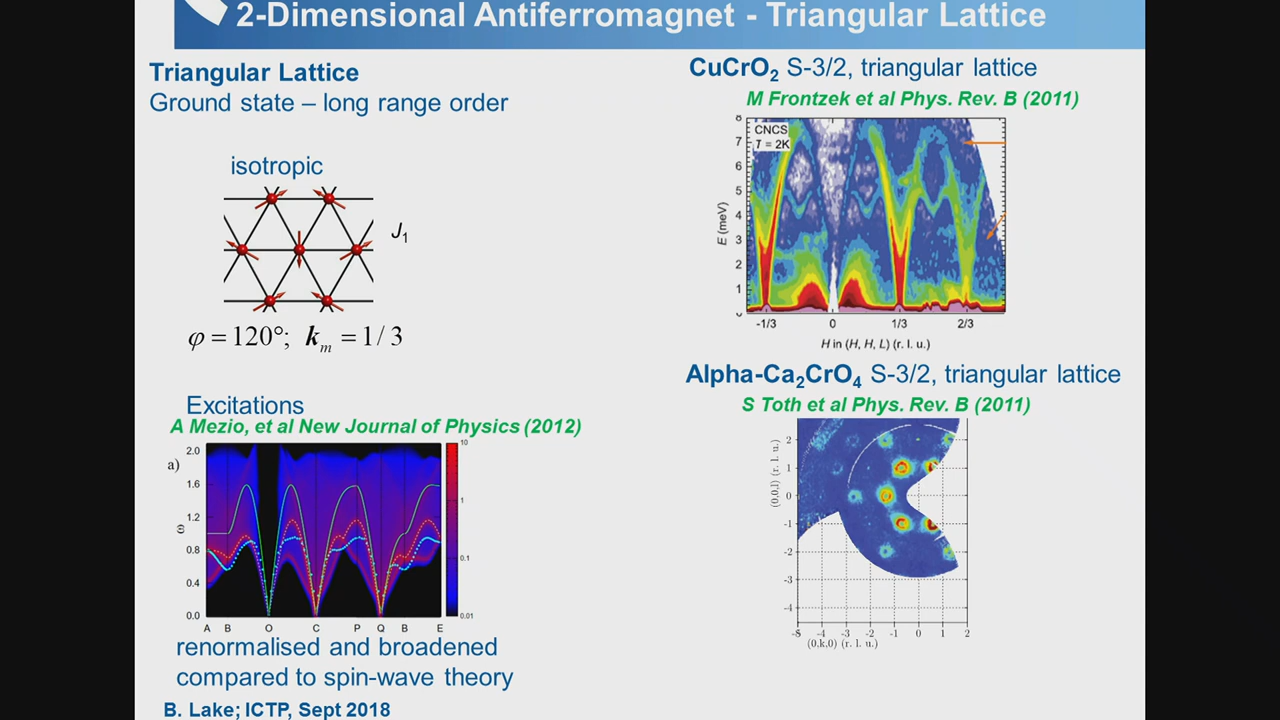 2-Dimensional Antiferromagnet - Triangular Lattice
Triangular Lattice
Ground state – long range order
isotropic
J₁
φ = 120°; kₘ = 1/3
Excitations
A Mezio, et al New Journal of Physics (2012)
a)
ω
2.0
1.6
1.2
0.8
0.4
0.0
A B O C P Q B E
10
1
0.1
0.01
renormalised and broadened
compared to spin-wave theory
B. Lake; ICTP, Sept 2018
CuCrO₂ S-3/2, triangular lattice
M Frontzek et al Phys. Rev. B (2011)
CNCS
T = 2K
E (meV)
8
7
6
5
4
3
2
1
-1/3 0 1/3 2/3
H in (H, H, L) (r. l. u.)
Alpha-Ca₂CrO₄ S-3/2, triangular lattice
S Toth et al Phys. Rev. B (2011)
(0,0,l) (r. l. u.)
2
1
0
-1
-2
-3
-4
-5 -4 -3 -2 -1 0 1 2
(0,k,0) (r. l. u.)